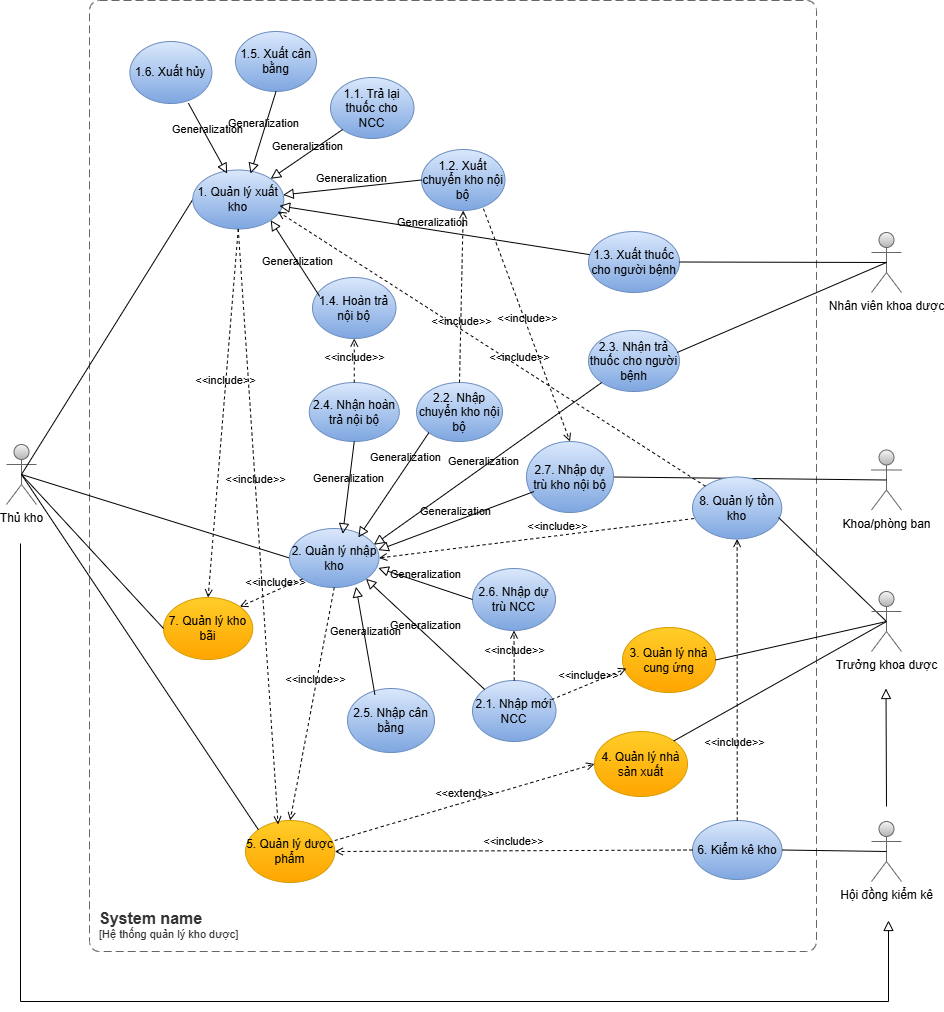 1.5. Xuất cân
bằng
1.6. Xuất hủy
1.1. Trả lại
thuốc cho
NCC
Generalization
Generalization
Generalization
1.2. Xuất
chuyển kho nội
bộ
Generalization
1. Quản lý xuất
kho
Generalization
1.3. Xuất thuốc
cho người bệnh
Generalization
Nhân viên khoa dược
1.4. Hoàn trả
nội bộ
<<include>>
<<include>>
<<include>>
<<include>>
2.3. Nhận trả
thuốc cho người
bệnh
<<include>>
2.4. Nhận hoàn
trả nội bộ
2.2. Nhập
chuyển kho nội
bộ
Generalization
Generalization
Generalization
<<include>>
2.7. Nhập dự
trù kho nội bộ
8. Quản lý tồn
kho
Thủ kho
Khoa/phòng ban
Generalization
<<include>>
2. Quản lý nhập
kho
Generalization
<<include>>
2.6. Nhập dự
trù NCC
7. Quản lý kho
bãi
Generalization
Generalization
<<include>>
3. Quản lý nhà
cung ứng
Trưởng khoa dược
<<include>>
<<include>>
2.5. Nhập cân
bằng
2.1. Nhập mới
NCC
<<include>>
4. Quản lý nhà
sản xuất
<<extend>>
5. Quản lý dược
phẩm
<<include>>
6. Kiểm kê kho
Hội đồng kiểm kê
System name
[Hệ thống quản lý kho dược]